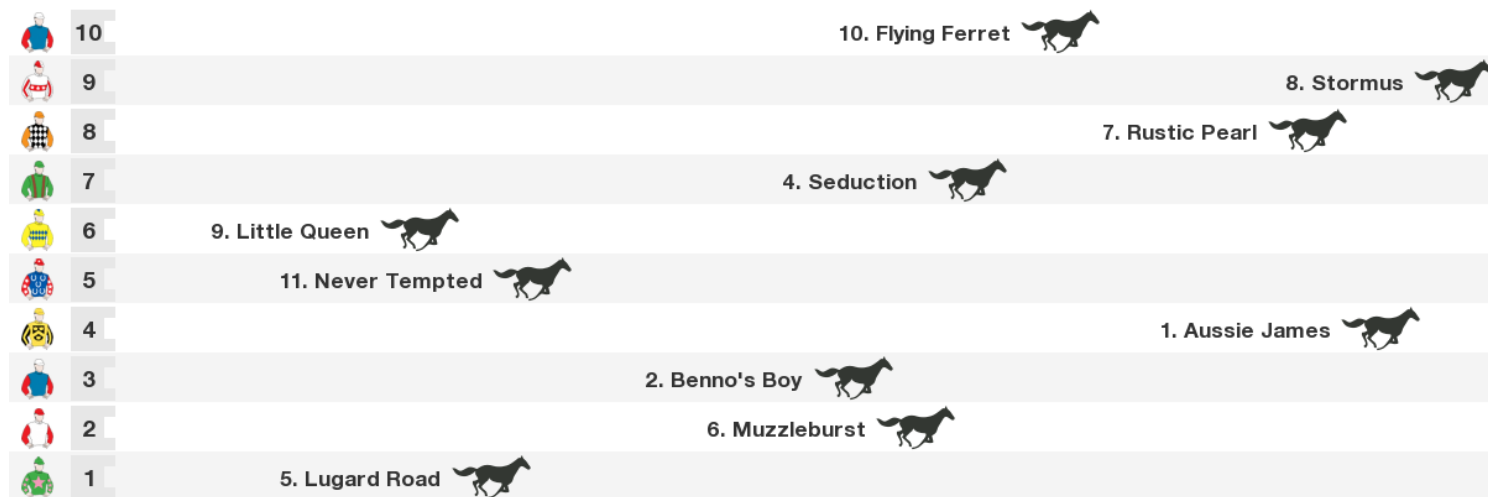 10 10. Flying Ferret
9 8. Stormus
8 7. Rustic Pearl
7 4. Seduction
6 9. Little Queen
5 11. Never Tempted
4 1. Aussie James
3 2. Benno's Boy
2 6. Muzzleburst
1 5. Lugard Road